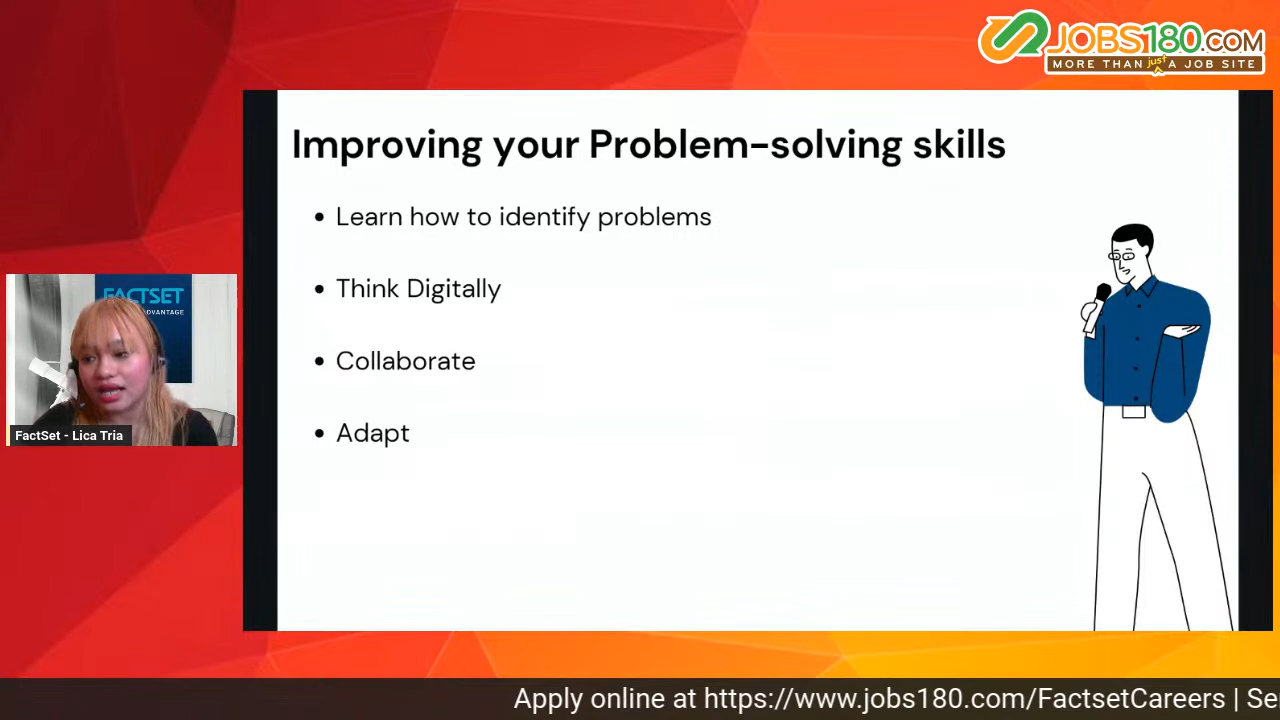 JOBS180.COM
MORE THAN just A JOB SITE
Improving your Problem-solving skills
• Learn how to identify problems
• Think Digitally
• Collaborate
• Adapt
FACTSET
ADVANTAGE
FactSet - Lica Tria
Apply online at https://www.jobs180.com/FactsetCareers | Se